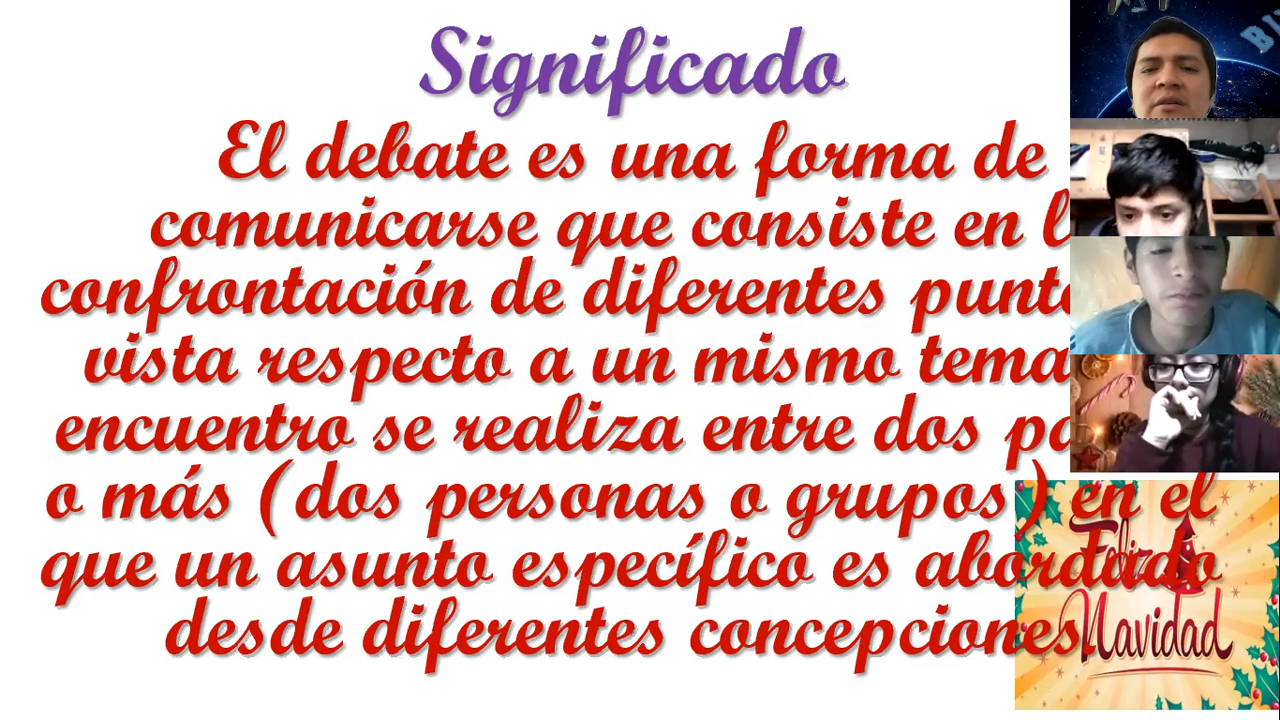 Significado
El debate es una forma de
comunicarse que consiste en l
confrontación de diferentes punt
vista respecto a un mismo tema
encuentro se realiza entre dos pa
o más (dos personas o grupos) en el
que un asunto específico es abordado
desde diferentes concepciones.
Feliz
Navidad